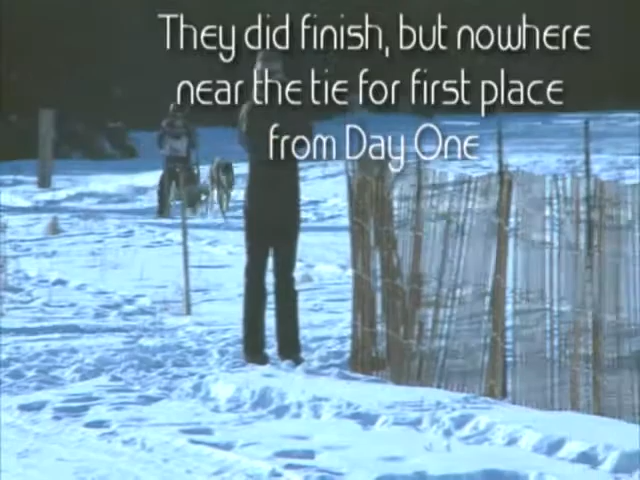 They did finish, but nowhere
near the tie for first place
from Day One